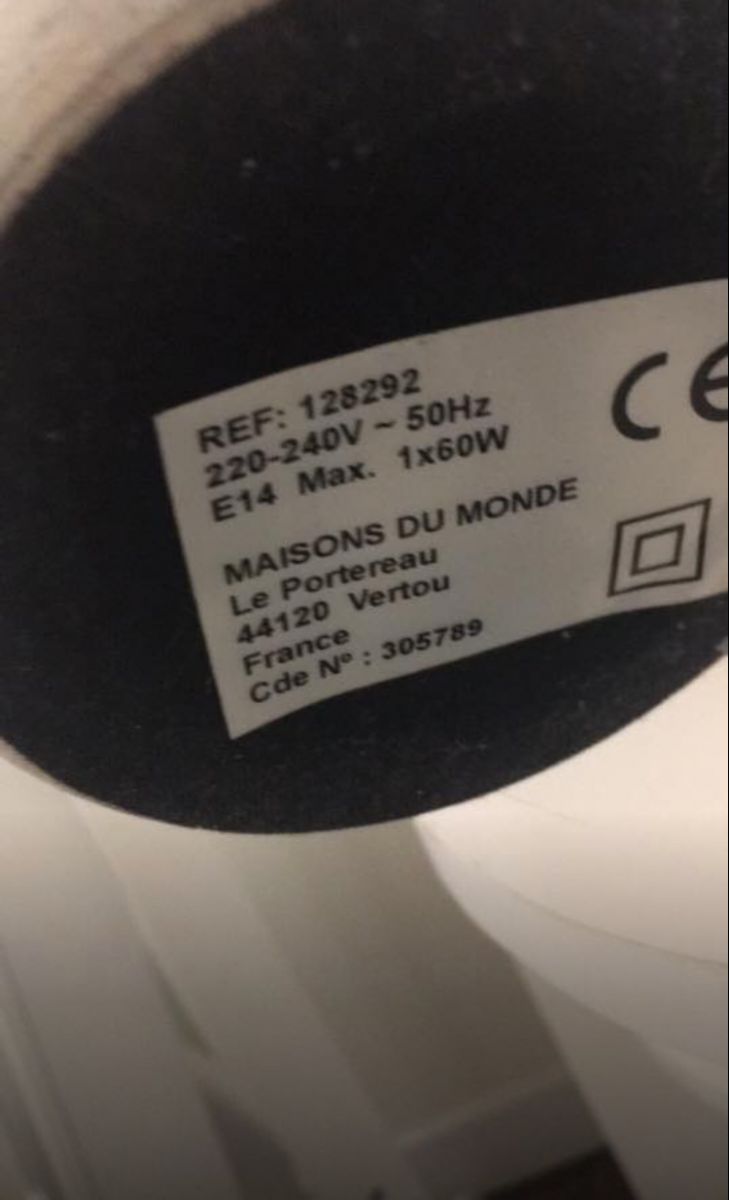 REF: 128292
220-240V ~ 50Hz
E14 Max. 1x60W
CE
MAISONS DU MONDE
Le Portereau
44120 Vertou
France
Cde Nº : 305789